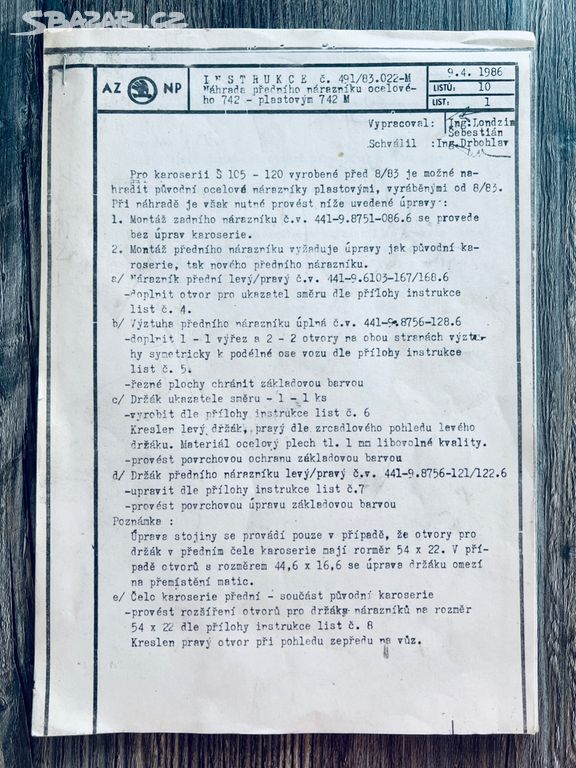 SBAZAR.CZ
AZ NP
I N S T R U K C E č. 491/83.022-M
Náhrada předního nárazníku ocelové-
ho 742 - plastovým 742 M
9.4. 1986
LISTŮ: 10
LIST: 1
Vypracoval: Ing.Londzin
Sebestián
Schválil :Ing.Drbohlav
Pro karoserii Š 105 - 120 vyrobené před 8/83 je možné na-
hradit původní ocelové nárazníky plastovými, vyráběnými od 8/83.
Při náhradě je však nutné provést níže uvedené úpravy:
1. Montáž zadního nárazníku č.v. 441-9.8751-086.6 se provede
bez úprav karoserie.
2. Montáž předního nárazníku vyžaduje úpravy jak původní ka-
roserie, tak nového předního nárazníku.
a/ Nárazník přední levý/pravý č.v. 441-9.6103-167/168.6
-doplnit otvor pro ukazatel směru dle přílohy instrukce
list č. 4.
b/ Výztuha předního nárazníku úplná č.v. 441-9.8756-128.6
-doplnit 1 - 1 výřez a 2 - 2 otvory na obou stranách výztu-
hy symetricky k podélné ose vozu dle přílohy instrukce
list č. 5.
-řezné plochy chránit základovou barvou
c/ Držák ukazatele směru - 1 - 1 ks
-vyrobit dle přílohy instrukce list č. 6
Kreslen levý držák, pravý dle zrcadlového pohledu levého
držáku. Materiál ocelový plech tl. 1 mm libovolné kvality.
-provést povrchovou ochranu základovou barvou
d/ Držák předního nárazníku levý/pravý č.v. 441-9.8756-121/122.6
-upravit dle přílohy instrukce list č.7
-provést povrchovou úpravu základovou barvou
Poznámka :
Úprava stojiny se provádí pouze v případě, že otvory pro
držák v předním čele karoserie mají rorměr 54 x 22. V pří-
padě otvorů s rozměrem 44,6 x 16,6 se úprava držáku omezí
na přemístění matic.
e/ Čelo karoserie přední - součást původní karoserie
-provést rozšíření otvorů pro držáky nárazníků na rozměr
54 x 22 dle přílohy instrukce list č. 8
Kreslen pravý otvor při pohledu zepředu na vůz.